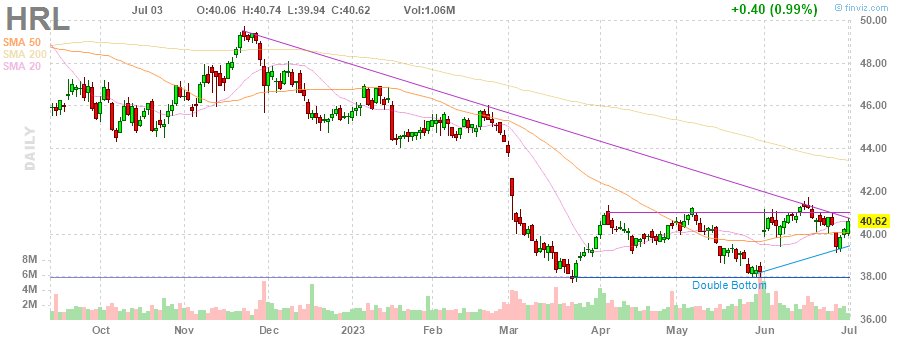 HRL
Jul 03
O:40.06 H:40.74 L:39.94 C:40.62 Vol:1.06M
+0.40 (0.99%)
© finviz.com
SMA 50
SMA 200
SMA 20
DAILY
50.00
48.00
46.00
44.00
42.00
40.62
40.00
38.00
36.00
8M
6M
4M
2M
Double Bottom
Oct Nov Dec 2023 Feb Mar Apr May Jun Jul